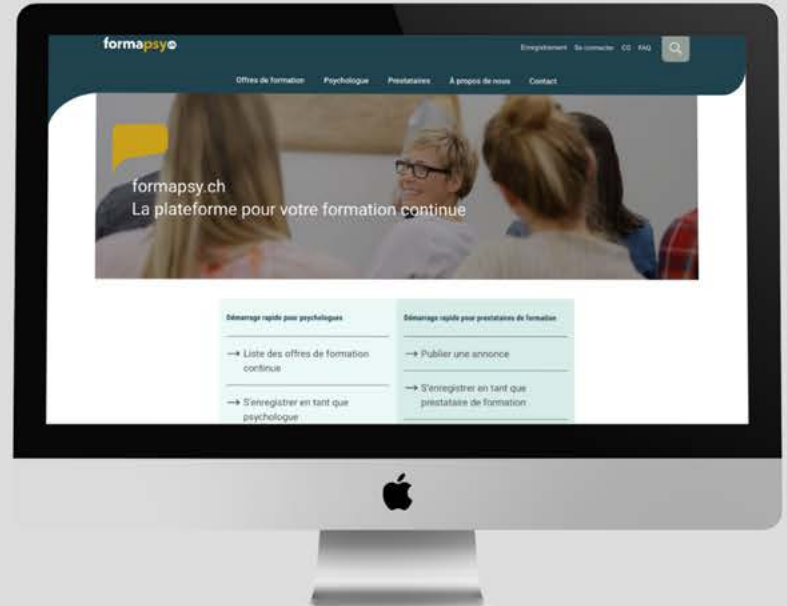 formapsy.ch
Enregistrement Se connecter CG FAQ
Offres de formation Psychologue Prestataires À propos de nous Contact
formapsy.ch
La plateforme pour votre formation continue
Démarrage rapide pour psychologues
→ Liste des offres de formation
continue
→ S'enregistrer en tant que
psychologue
Démarrage rapide pour prestataires de formation
→ Publier une annonce
→ S'enregistrer en tant que
prestataire de formation